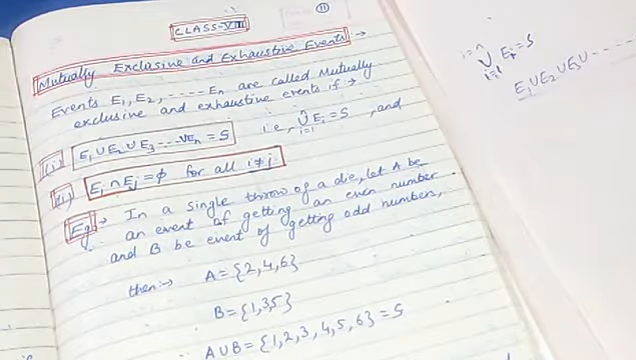 11
CLASS-VIII
Mutually Exclusive and Exhaustive Events →
Events E₁, E₂, ..... Eₙ are called Mutually
exclusive and exhaustive events if →
(i) E₁∪E₂∪E₃ ... ∪Eₙ = S i.e, ⋃ᵢ₌₁ⁿ Eᵢ = S, and
(ii) Eᵢ ∩ Eⱼ = φ for all i ≠ j.
Eg:→ In a single throw of a die, let A be
an event of getting an even number
and B be event of getting odd numbers,
then:→ A = {2,4,6}
B = {1,3,5}
A∪B = {1,2,3,4,5,6} = S
i=n
∪ Eᵢ = S
i=1
E₁∪E₂∪E₃∪ ......